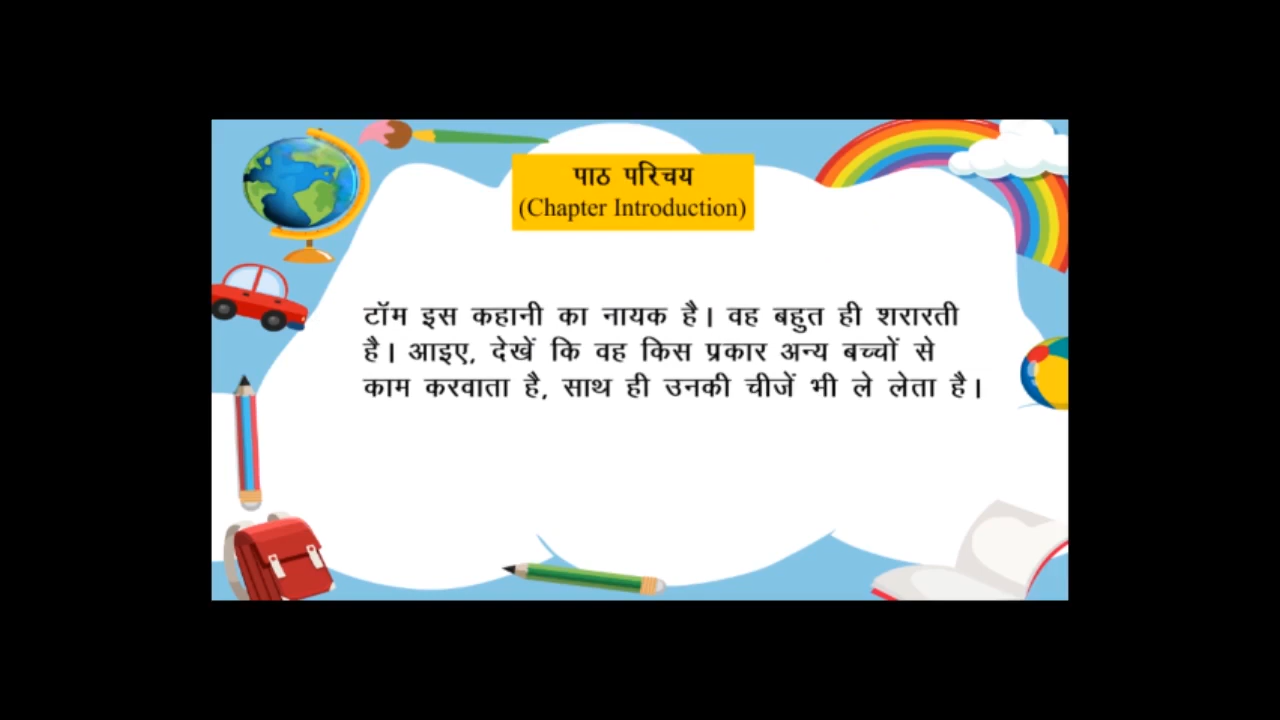 पाठ परिचय
(Chapter Introduction)
टॉम इस कहानी का नायक है। वह बहुत ही शरारती
है। आइए, देखें कि वह किस प्रकार अन्य बच्चों से
काम करवाता है, साथ ही उनकी चीजें भी ले लेता है।